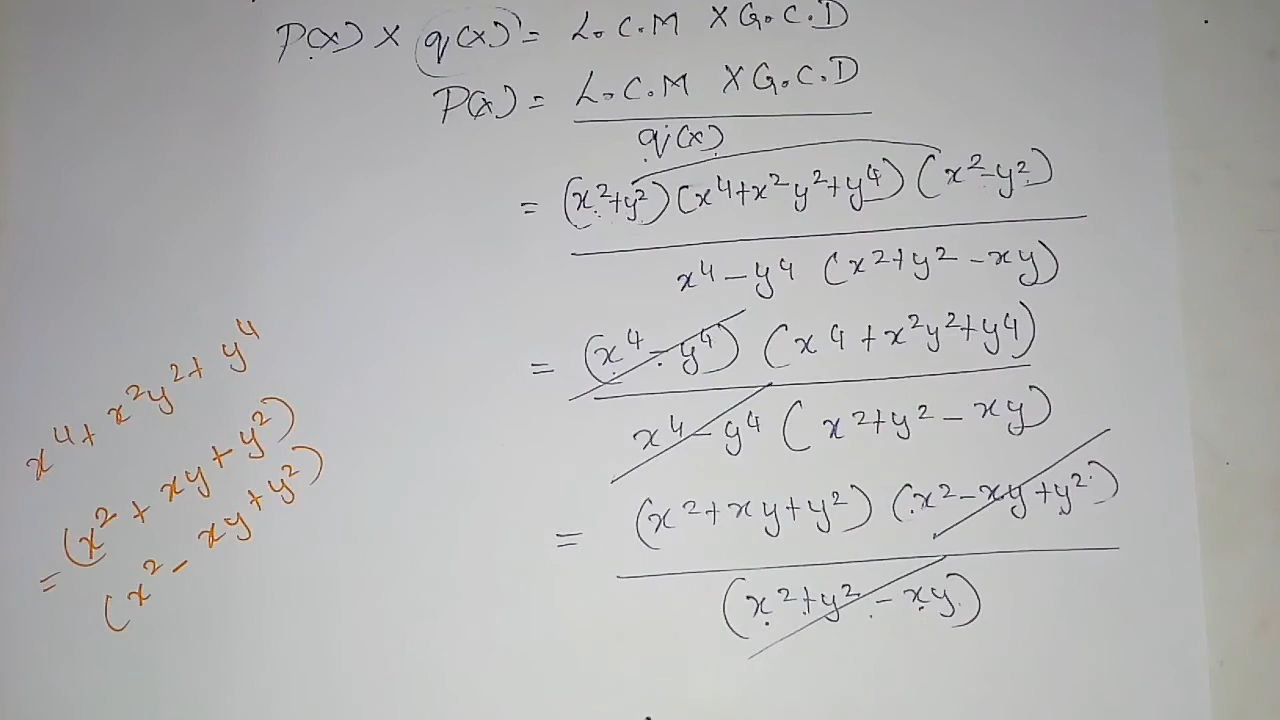 P(x) × q(x) = L.C.M × G.C.D
P(x) = L.C.M × G.C.D
q(x)
= (x²+y²) (x⁴+x²y²+y⁴) (x²-y²)
x⁴-y⁴ (x²+y²-xy)
= (x⁴-y⁴) (x⁴+x²y²+y⁴)
x⁴-y⁴ (x²+y²-xy)
= (x²+xy+y²) (x²-xy+y²)
(x²+y²-xy)
x⁴+x²y²+y⁴
= (x²+xy+y²)
(x²-xy+y²)